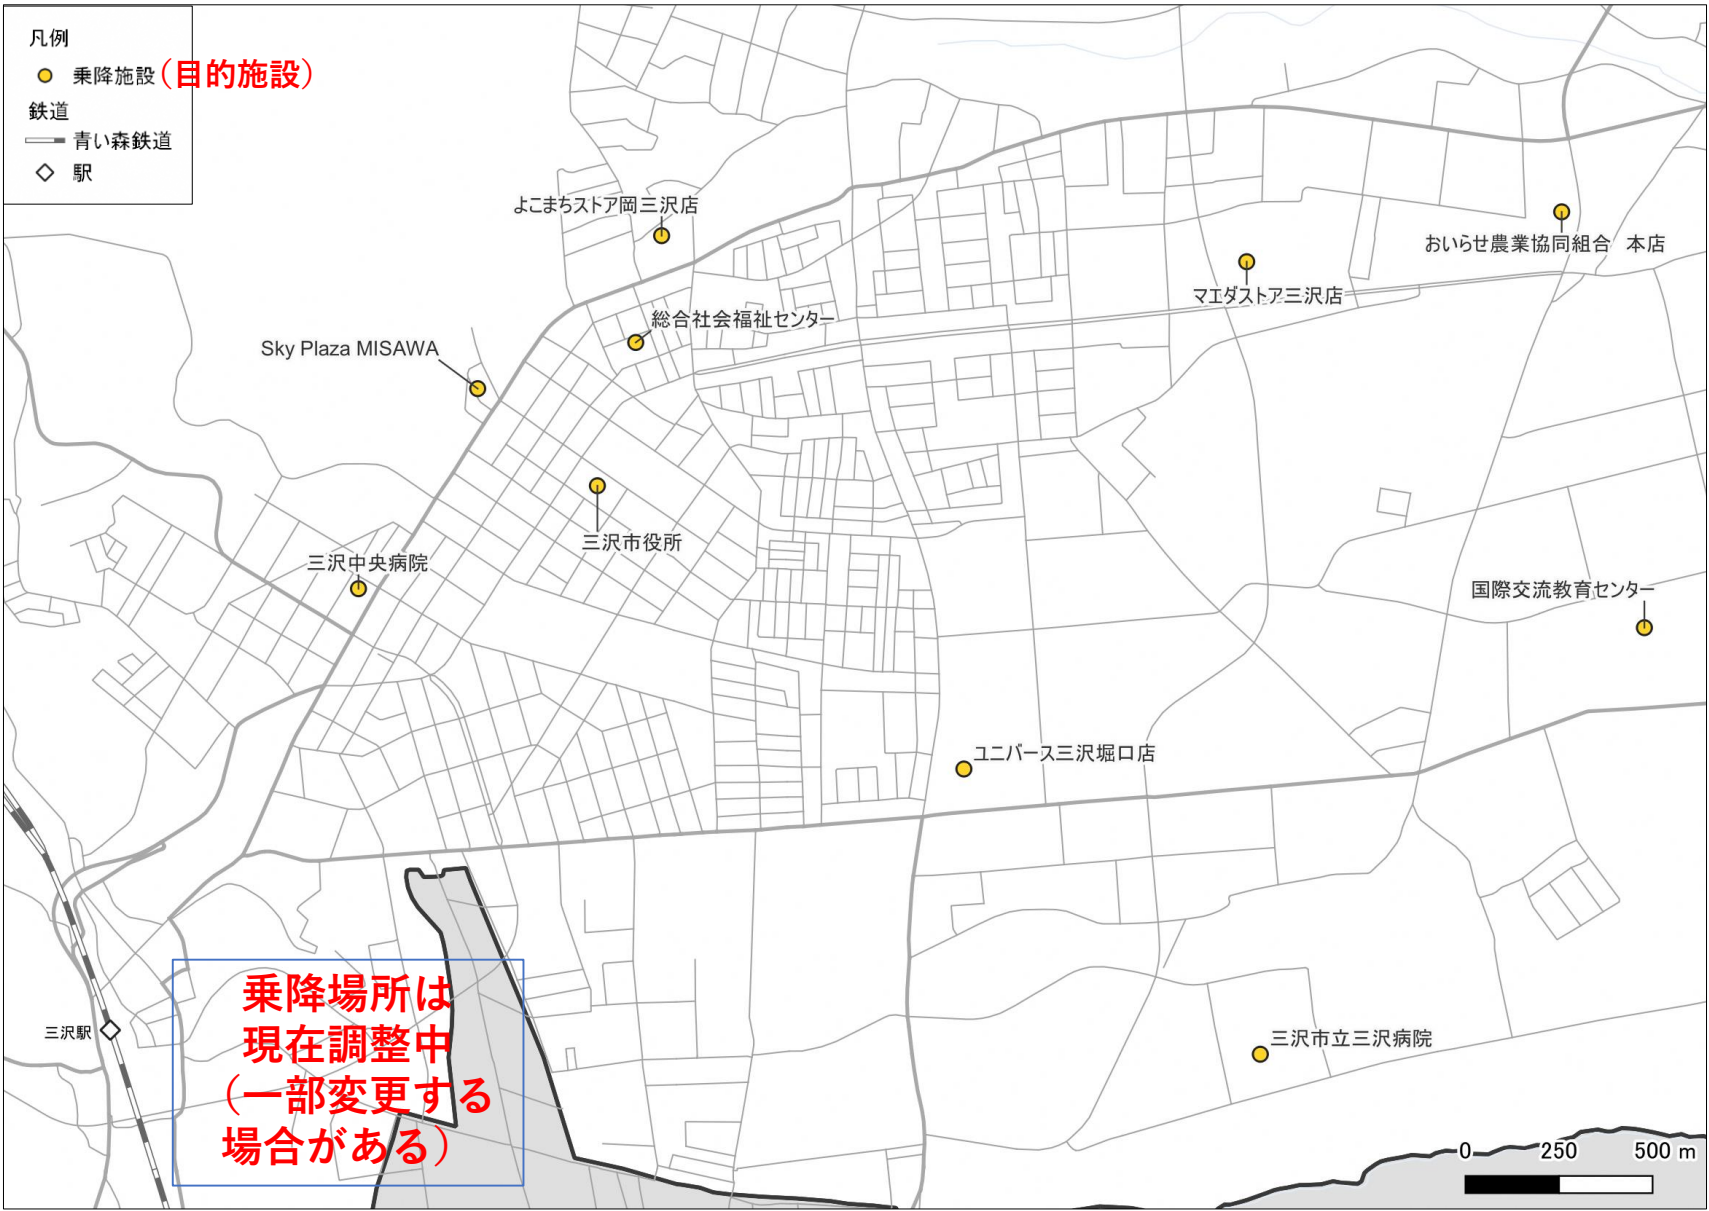 凡例
乗降施設(目的施設)
鉄道
青い森鉄道
駅
よこまちストア岡三沢店
おいらせ農業協同組合 本店
マエダストア三沢店
総合社会福祉センター
Sky Plaza MISAWA
三沢市役所
三沢中央病院
国際交流教育センター
ユニバース三沢堀口店
三沢駅
乗降場所は
現在調整中
(一部変更する
場合がある)
三沢市立三沢病院
0 250 500 m